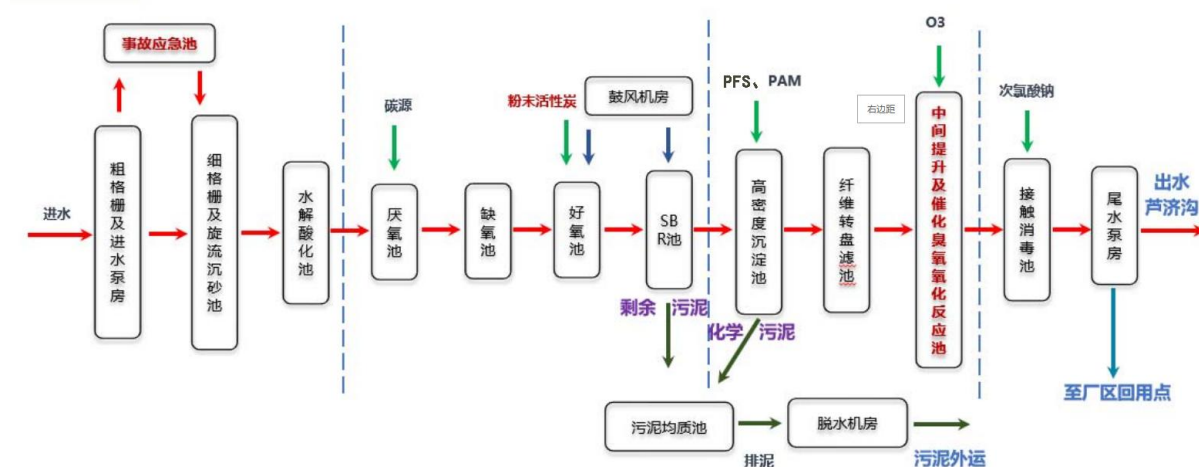 O3
事故应急池
粉末活性炭
鼓风机房
PFS、PAM
碳源
右边距
次氯酸钠
进水
粗格栅及进水泵房
细格栅及旋流沉砂池
水解酸化池
厌氧池
缺氧池
好氧池
SB
R池
高密度沉淀池
纤维转盘滤池
中间提升及催化臭氧氧化反应池
接触消毒池
尾水泵房
出水
芦济沟
剩余 污泥
化学 污泥
至厂区回用点
污泥均质池
排泥
脱水机房
污泥外运